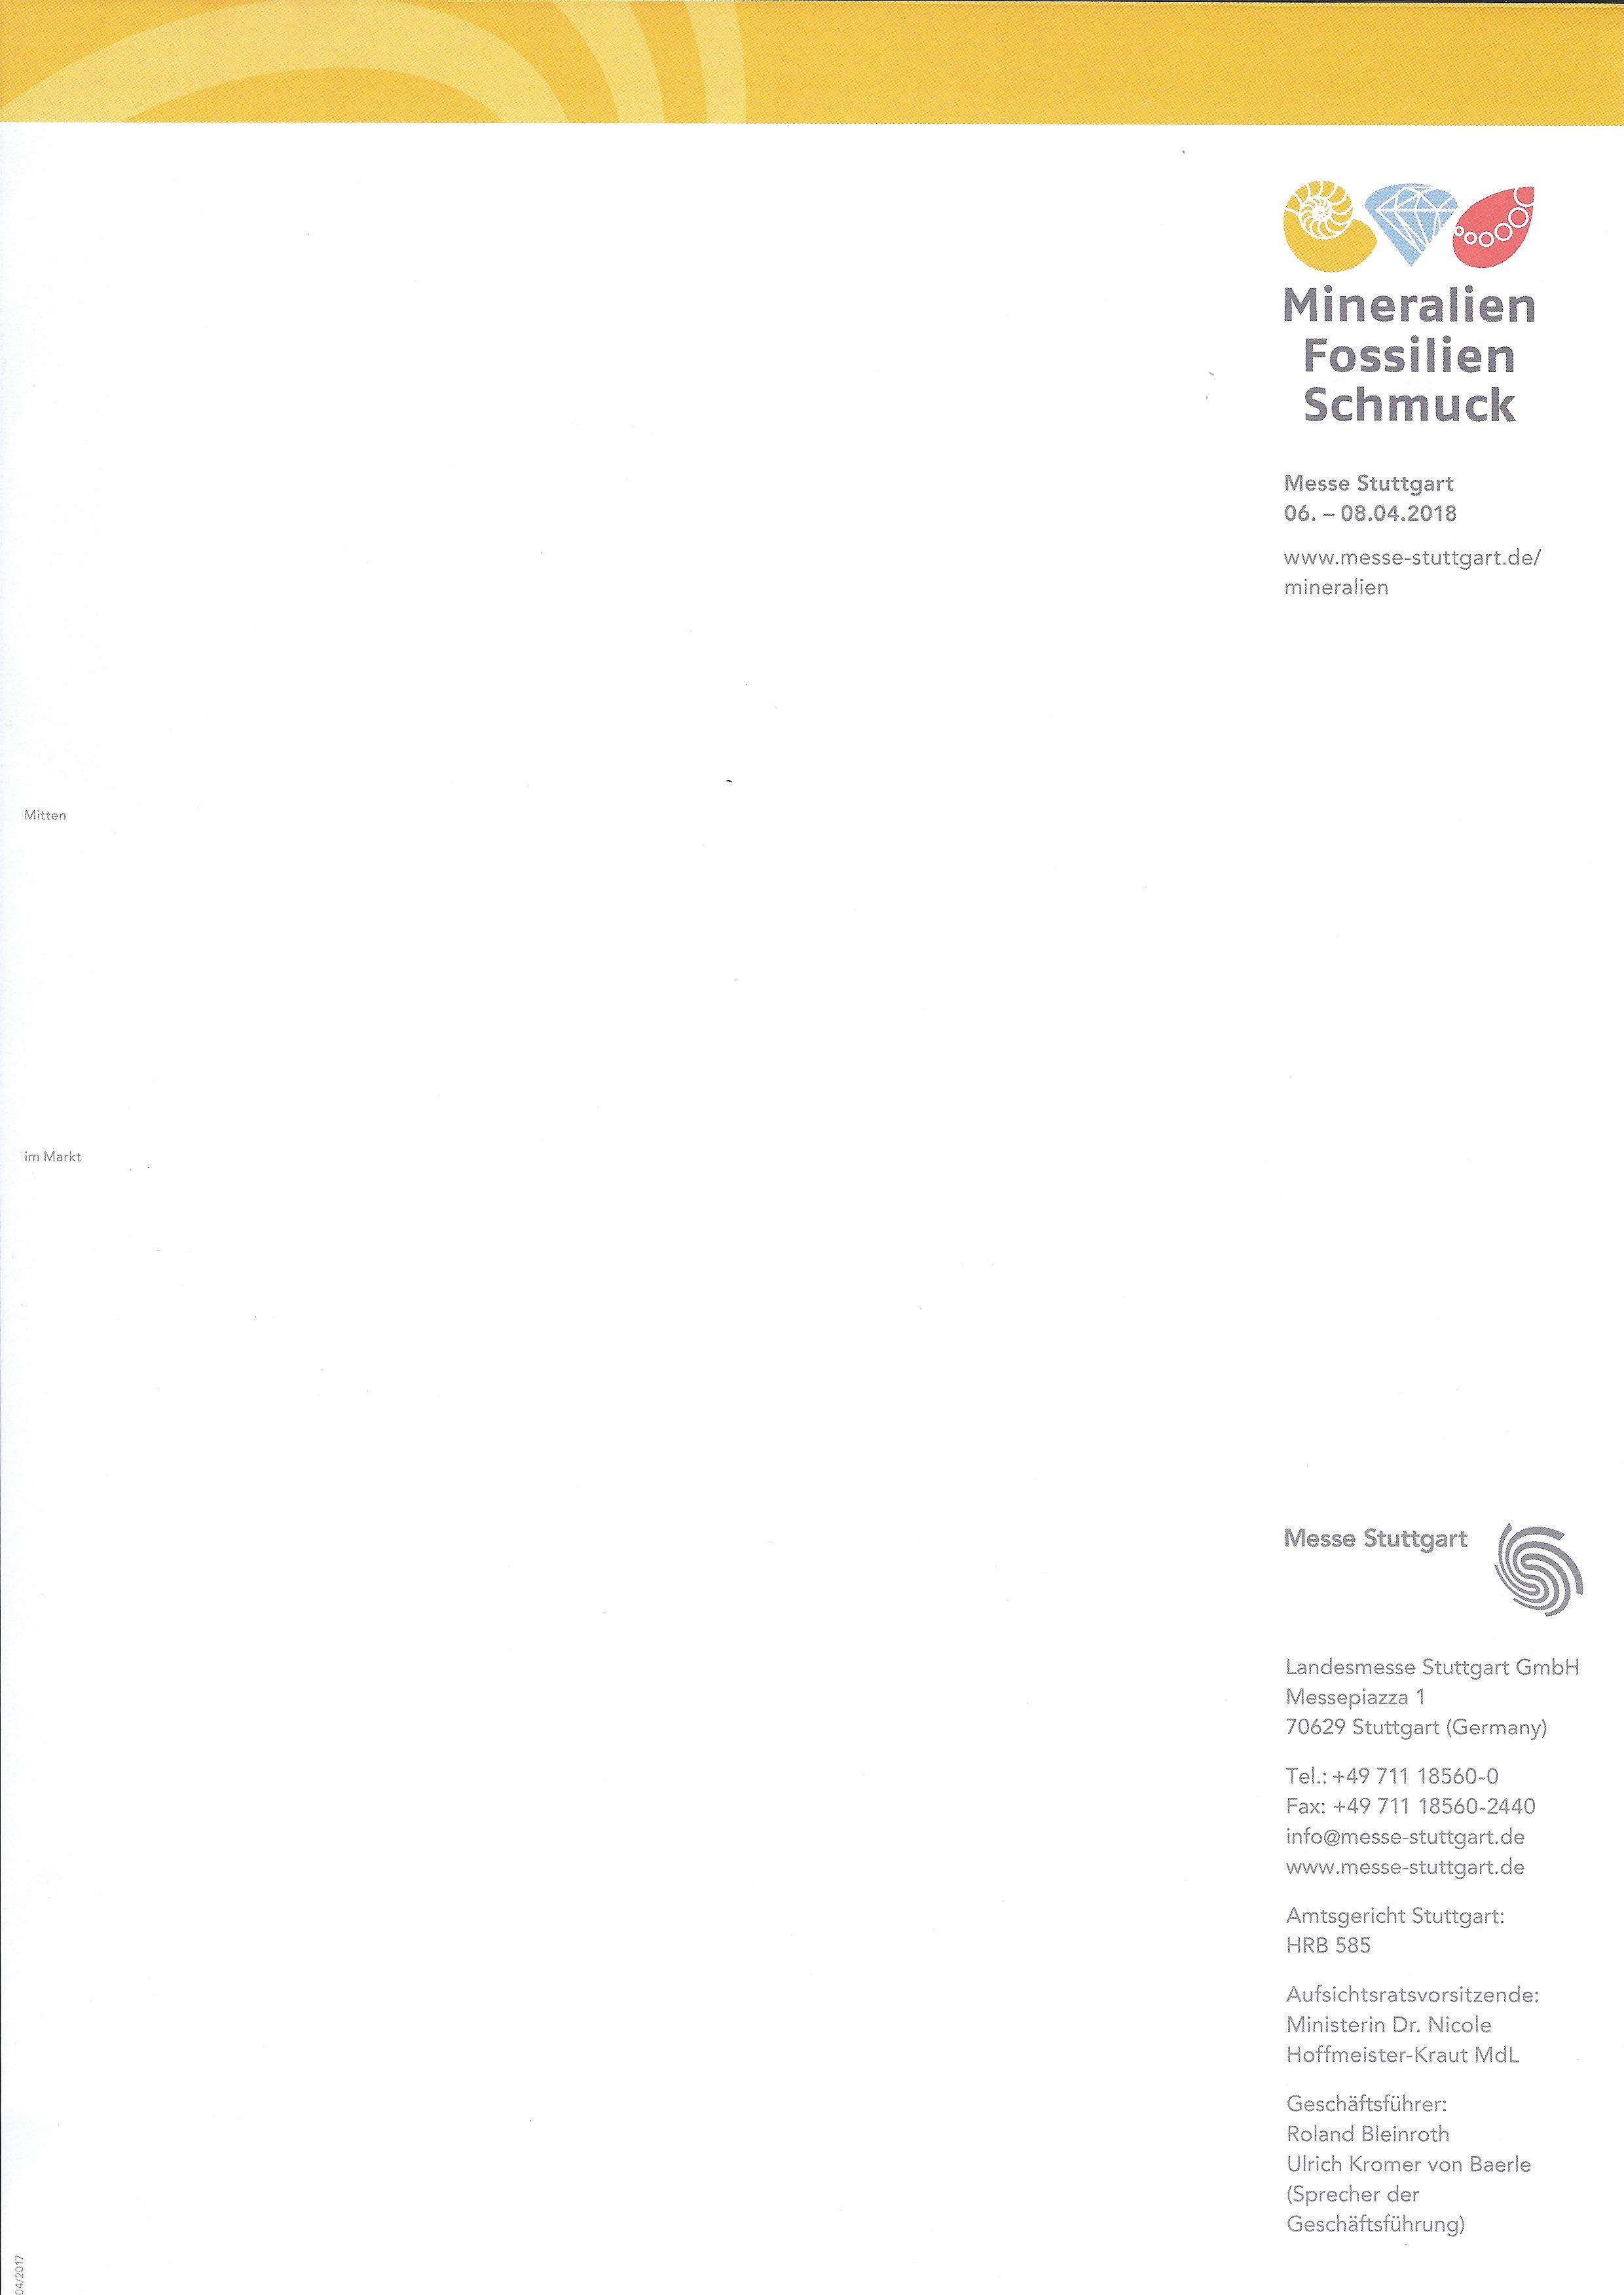 Mineralien
Fossilien
Schmuck
Messe Stuttgart
06. – 08.04.2018
www.messe-stuttgart.de/
mineralien
Mitten
im Markt
Messe Stuttgart
Landesmesse Stuttgart GmbH
Messepiazza 1
70629 Stuttgart (Germany)
Tel.: +49 711 18560-0
Fax: +49 711 18560-2440
info@messe-stuttgart.de
www.messe-stuttgart.de
Amtsgericht Stuttgart:
HRB 585
Aufsichtsratsvorsitzende:
Ministerin Dr. Nicole
Hoffmeister-Kraut MdL
Geschäftsführer:
Roland Bleinroth
Ulrich Kromer von Baerle
(Sprecher der
Geschäftsführung)
04/2017